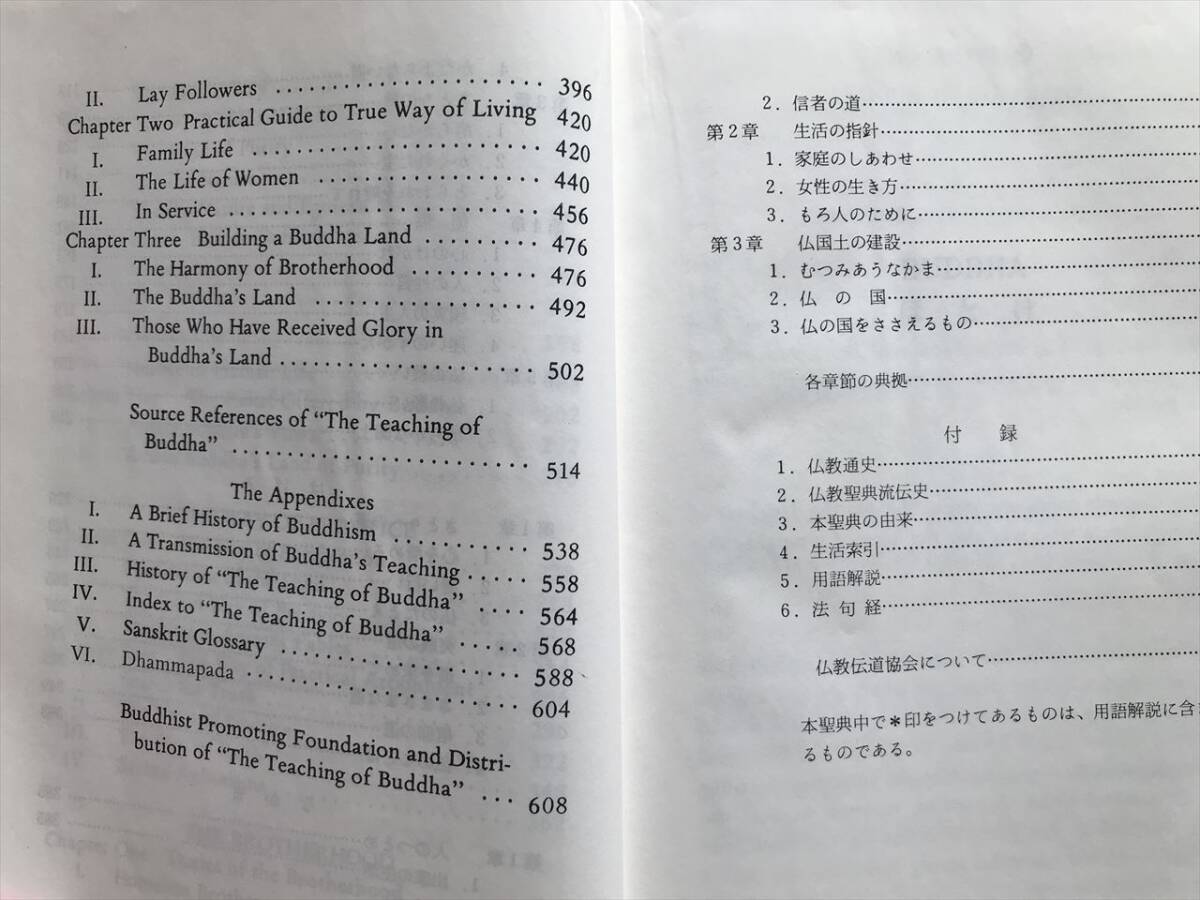 II. Lay Followers ........................ 396
Chapter Two Practical Guide to True Way of Living 420
I. Family Life ........................ 420
II. The Life of Women .................. 440
III. In Service ........................ 456
Chapter Three Building a Buddha Land ......... 476
I. The Harmony of Brotherhood .......... 476
II. The Buddha's Land .................. 492
III. Those Who Have Received Glory in
Buddha's Land ..................... 502
Source References of "The Teaching of
Buddha" ........................ 514
The Appendixes
I. A Brief History of Buddhism ........... 538
II. A Transmission of Buddha's Teaching ..... 558
III. History of "The Teaching of Buddha" .... 564
IV. Index to "The Teaching of Buddha" ..... 568
V. Sanskrit Glossary .................... 588
VI. Dhammapada ...................... 604
Buddhist Promoting Foundation and Distri-
bution of "The Teaching of Buddha" ... 608
2. 信者の道……………………
第2章 生活の指針……………………
1. 家庭のしあわせ……………………
2. 女性の生き方……………………
3. もろ人のために……………………
第3章 仏国土の建設……………………
1. むつみあうなかま……………………
2. 仏の国……………………
3. 仏の国をささえるもの……………………
各章節の典拠……………………
付録
1. 仏教通史……………………
2. 仏教聖典流伝史……………………
3. 本聖典の由来……………………
4. 生活索引……………………
5. 用語解説……………………
6. 法句経……………………
仏教伝道協会について……………………
本聖典中で*印をつけてあるものは、用語解説に含ま
るものである。